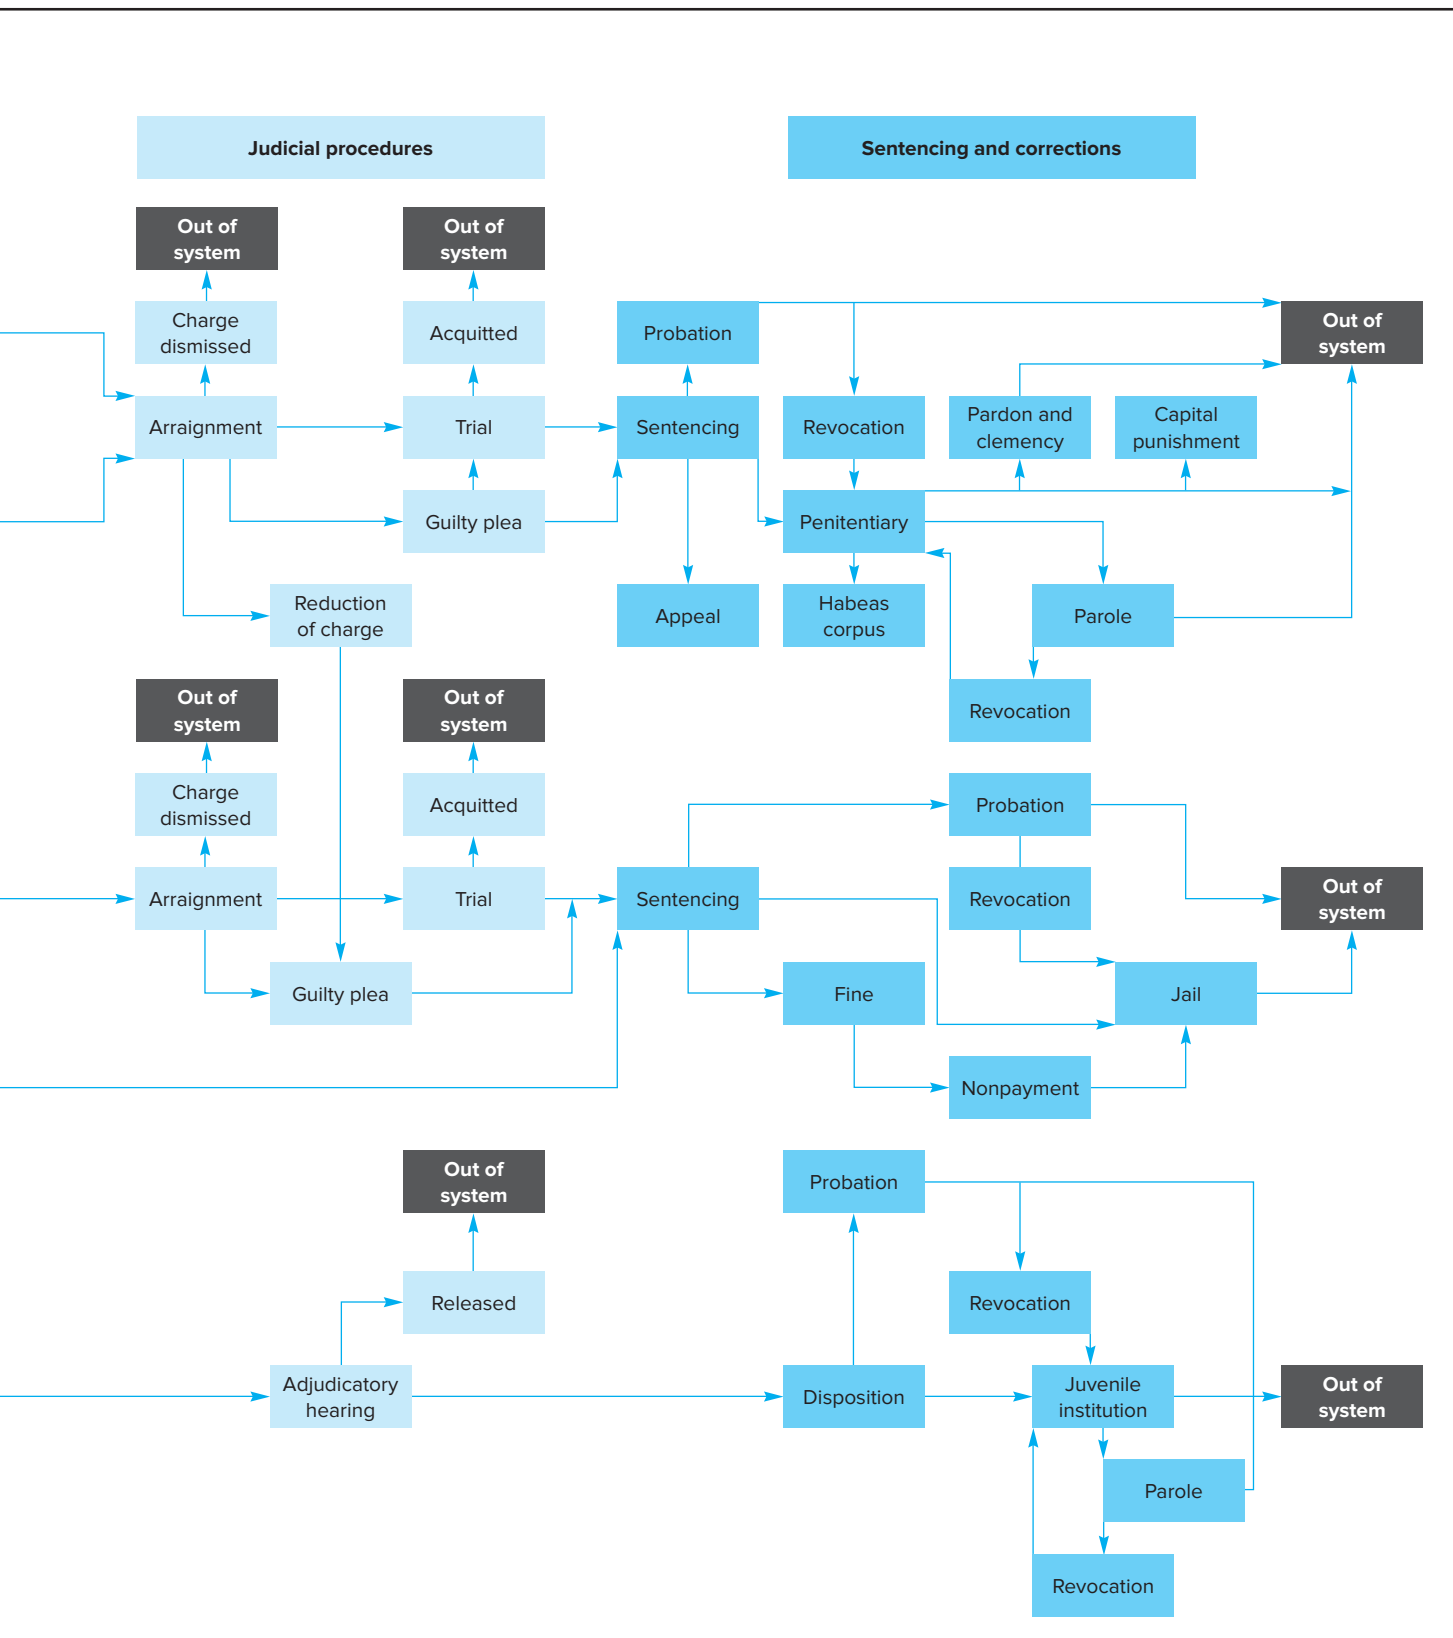 Judicial procedures
Sentencing and corrections
Out of
system
Out of
system
Charge
dismissed
Acquitted
Probation
Out of
system
Arraignment
Trial
Sentencing
Revocation
Pardon and
clemency
Capital
punishment
Guilty plea
Penitentiary
Reduction
of charge
Appeal
Habeas
corpus
Parole
Revocation
Out of
system
Out of
system
Charge
dismissed
Acquitted
Probation
Arraignment
Trial
Sentencing
Revocation
Out of
system
Guilty plea
Fine
Jail
Nonpayment
Out of
system
Probation
Released
Revocation
Adjudicatory
hearing
Disposition
Juvenile
institution
Out of
system
Parole
Revocation